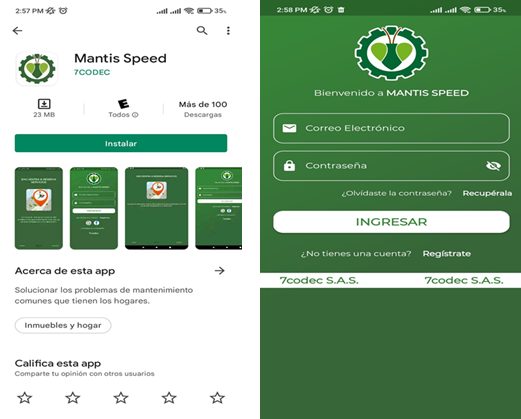 2:57 PM
35%
Mantis Speed
7CODEC
E
Más de 100
23 MB
Todos
Descargas
Instalar
Acerca de esta app
Solucionar los problemas de mantenimiento
comunes que tienen los hogares.
Inmuebles y hogar
Califica esta app
Comparte tu opinión con otros usuarios
2:58 PM
35%
Bienvenido a MANTIS SPEED
Correo Electrónico
Contraseña
¿Olvidaste la contraseña? Recupérala
INGRESAR
¿No tienes una cuenta? Regístrate
7codec S.A.S. 7codec S.A.S.